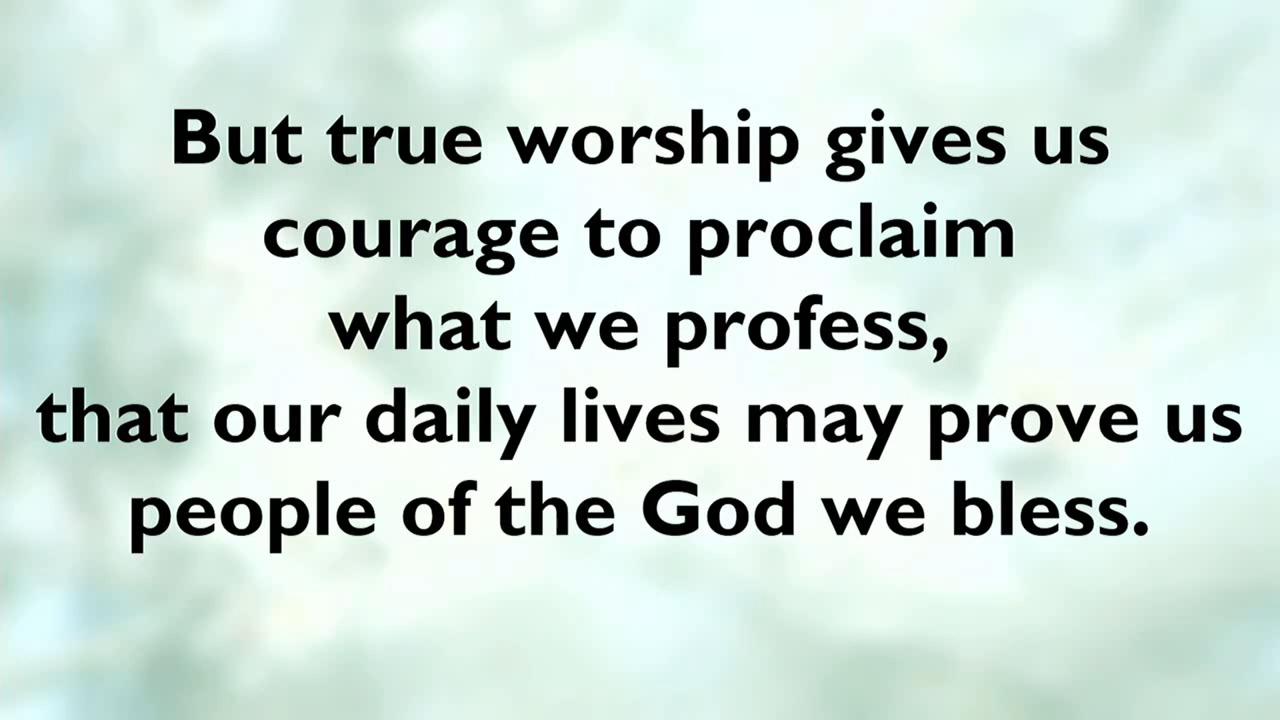 But true worship gives us
courage to proclaim
what we profess,
that our daily lives may prove us
people of the God we bless.